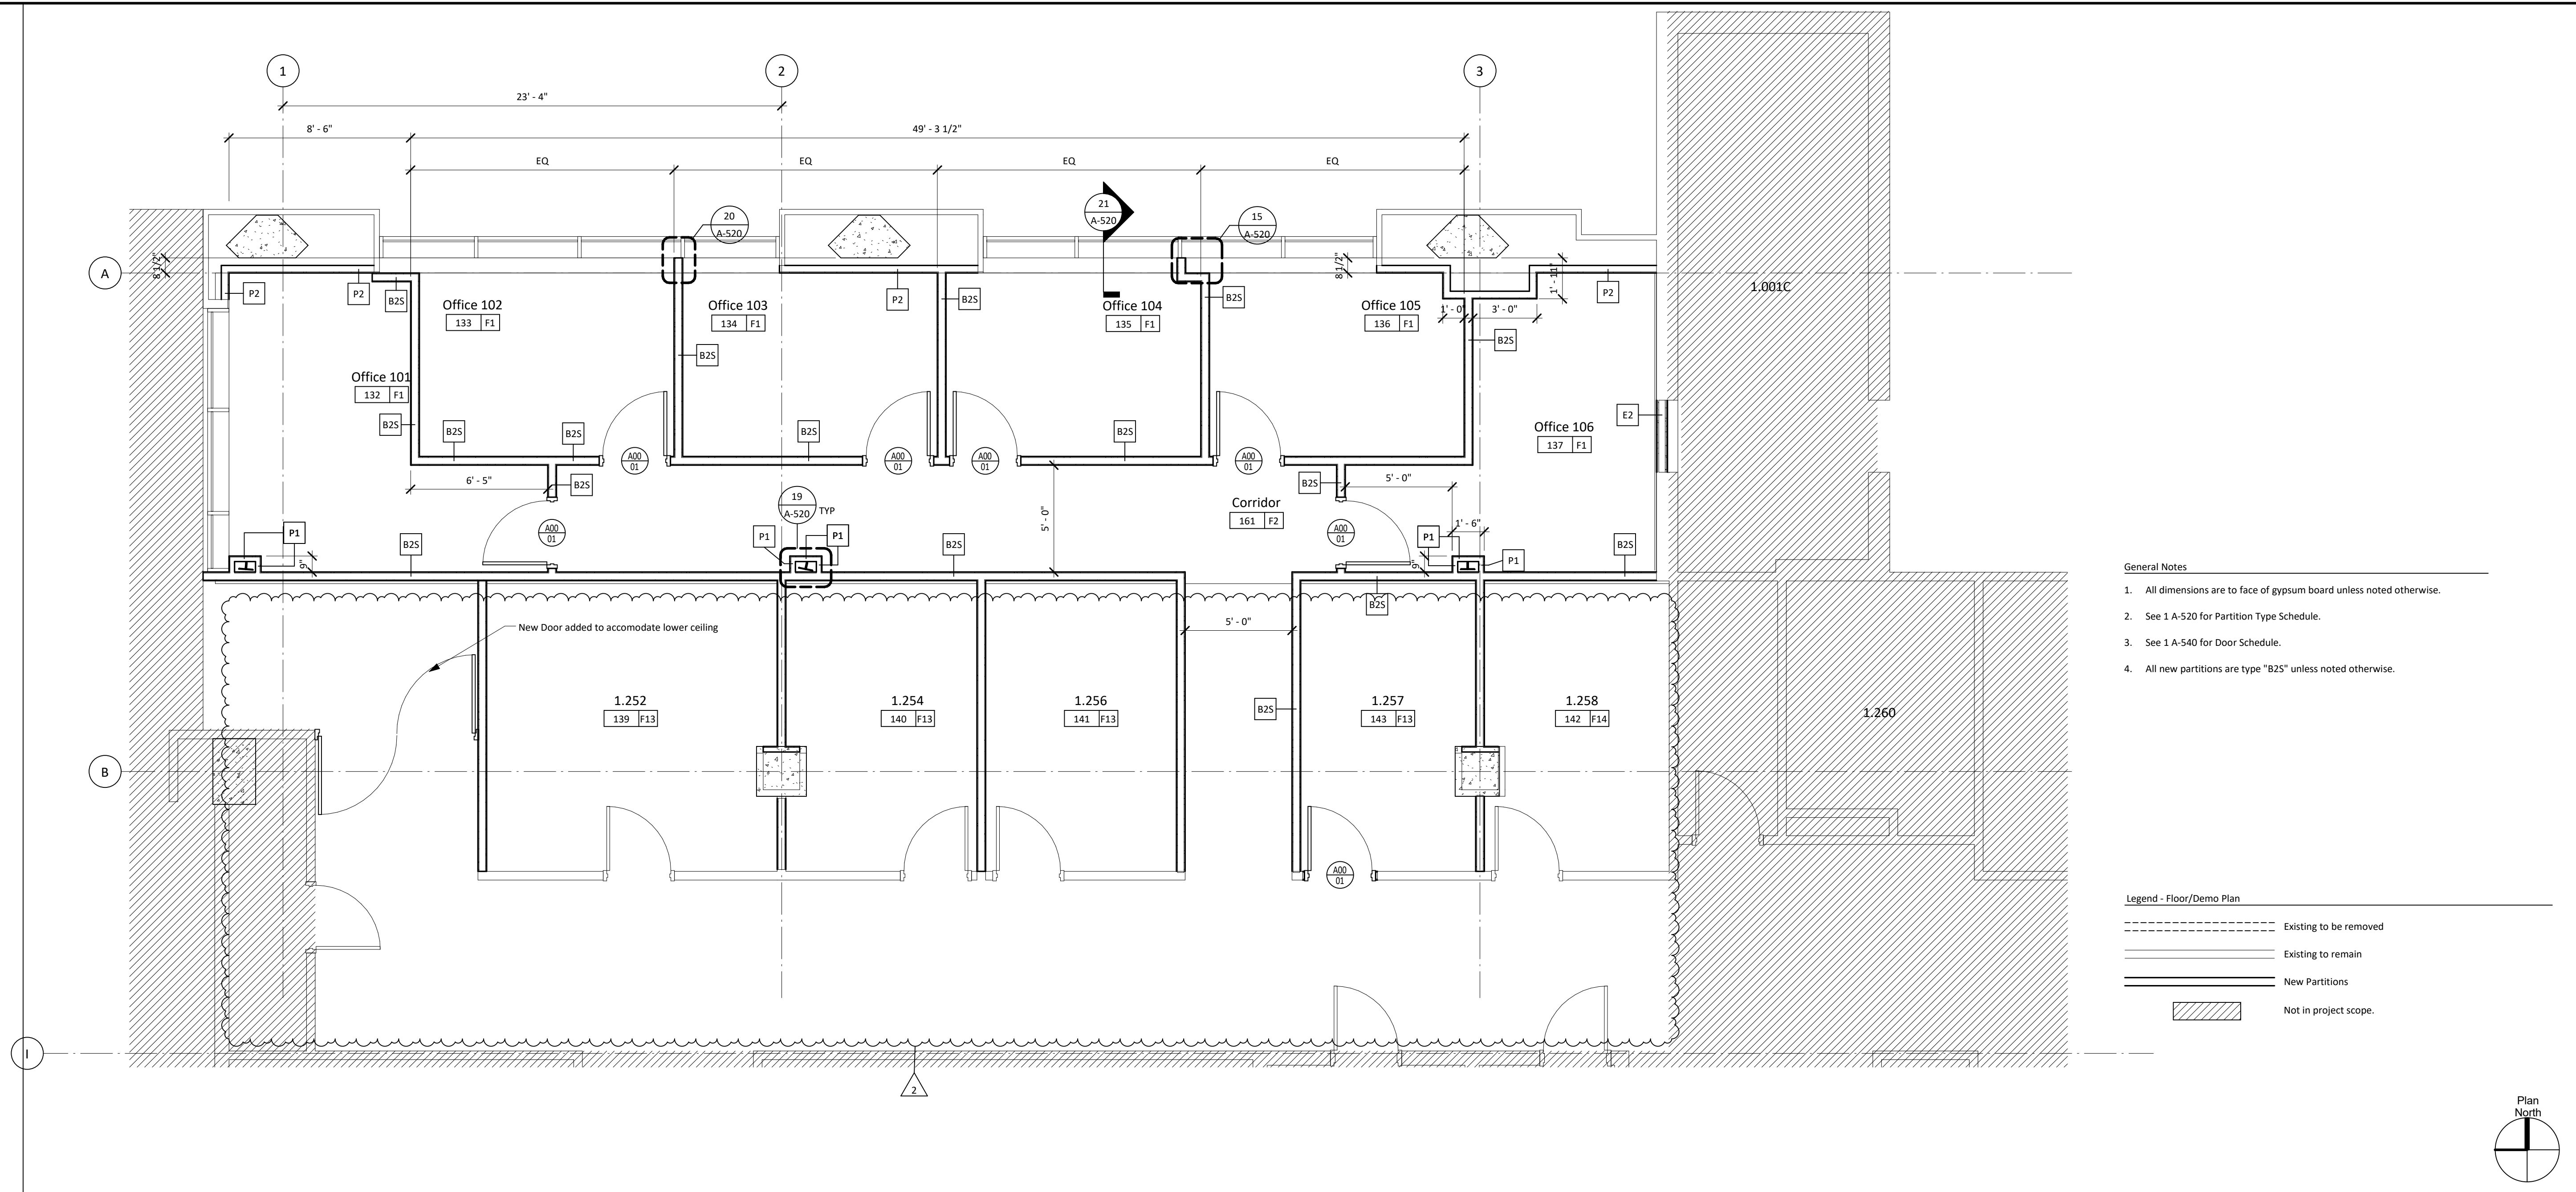 1
2
3
23' - 4"
8' - 6"
49' - 3 1/2"
EQ
EQ
EQ
EQ
20
A-520
21
A-520
15
A-520
A
8 1/2"
8 1/2"
1' - 11"
1.001C
P2
P2
B2S
P2
B2S
B2S
P2
Office 102
133 F1
Office 103
134 F1
Office 104
135 F1
Office 105
136 F1
1' - 0"
3' - 0"
B2S
B2S
Office 101
132 F1
E2
Office 106
137 F1
B2S
B2S
B2S
B2S
B2S
A00
01
A00
01
A00
01
A00
01
6' - 5"
B2S
B2S
5' - 0"
19
A-520
TYP
Corridor
161 F2
5' - 0"
A00
01
A00
01
1' - 6"
P1
B2S
P1
P1
B2S
P1
P1
B2S
9"
9"
B2S
New Door added to accomodate lower ceiling
5' - 0"
1.252
139 F13
1.254
140 F13
1.256
141 F13
B2S
1.257
143 F13
1.258
142 F14
1.260
B
A00
01
I
2
General Notes
1. All dimensions are to face of gypsum board unless noted otherwise.
2. See 1 A-520 for Partition Type Schedule.
3. See 1 A-540 for Door Schedule.
4. All new partitions are type "B2S" unless noted otherwise.
Legend - Floor/Demo Plan
Existing to be removed
Existing to remain
New Partitions
Not in project scope.
Plan
North